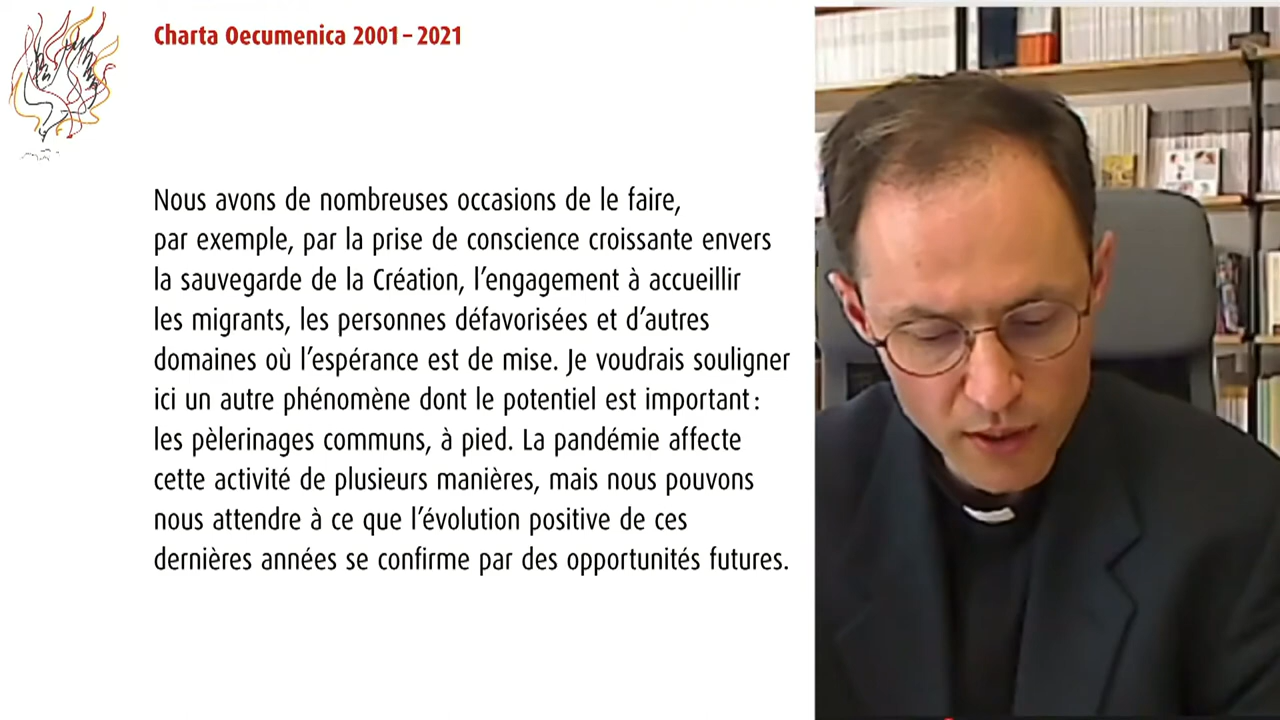 Charta Oecumenica 2001–2021
Nous avons de nombreuses occasions de le faire,
par exemple, par la prise de conscience croissante envers
la sauvegarde de la Création, l’engagement à accueillir
les migrants, les personnes défavorisées et d’autres
domaines où l’espérance est de mise. Je voudrais souligner
ici un autre phénomène dont le potentiel est important :
les pèlerinages communs, à pied. La pandémie affecte
cette activité de plusieurs manières, mais nous pouvons
nous attendre à ce que l’évolution positive de ces
dernières années se confirme par des opportunités futures.